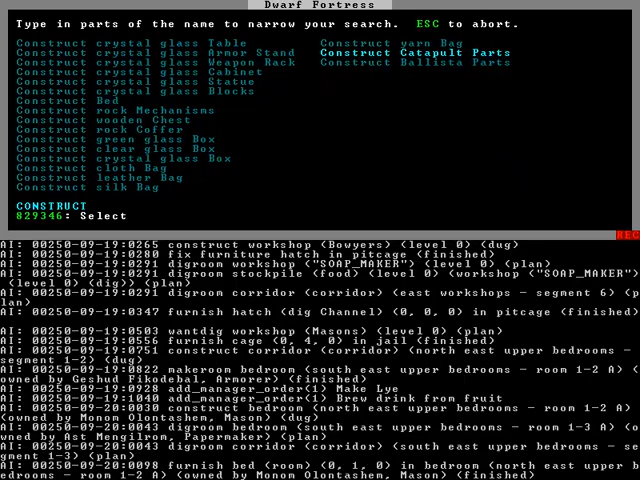 Dwarf Fortress
Type in parts of the name to narrow your search. ESC to abort.
Construct crystal glass Table Construct yarn Bag
Construct crystal glass Armor Stand Construct Catapult Parts
Construct crystal glass Weapon Rack Construct Ballista Parts
Construct crystal glass Cabinet
Construct crystal glass Statue
Construct crystal glass Blocks
Construct Bed
Construct rock Mechanisms
Construct wooden Chest
Construct rock Coffer
Construct green glass Box
Construct clear glass Box
Construct crystal glass Box
Construct cloth Bag
Construct leather Bag
Construct silk Bag
CONSTRUCT
829346: Select
REC
AI: 00250-09-19:0265 construct workshop (Bowyers) (level 0) (dug)
AI: 00250-09-19:0280 fix furniture hatch in pitcage (finished)
AI: 00250-09-19:0291 digroom workshop ("SOAP_MAKER") (level 0) (plan)
AI: 00250-09-19:0291 digroom stockpile (food) (level 0) (workshop ("SOAP_MAKER")
(level 0) (dig)) (plan)
AI: 00250-09-19:0291 digroom corridor (corridor) (east workshops - segment 6) (p
lan)
AI: 00250-09-19:0347 furnish hatch (dig Channel) (0, 0, 0) in pitcage (finished)
AI: 00250-09-19:0503 wantdig workshop (Masons) (level 0) (plan)
AI: 00250-09-19:0556 furnish cage (0, 4, 0) in jail (finished)
AI: 00250-09-19:0751 construct corridor (corridor) (north east upper bedrooms -
segment 1-2) (dug)
AI: 00250-09-19:0822 makeroom bedroom (south east upper bedrooms - room 1-2 A) (
owned by Geshud Fikodebal, Armorer) (finished)
AI: 00250-09-19:0928 add_manager_order(1) Make Lye
AI: 00250-09-19:1040 add_manager_order(1) Brew drink from fruit
AI: 00250-09-20:0030 construct bedroom (north east upper bedrooms - room 1-2 A)
(owned by Monom Olontashem, Mason) (dug)
AI: 00250-09-20:0043 digroom bedroom (south east upper bedrooms - room 1-3 A) (o
wned by Ast Mengilrom, Papermaker) (plan)
AI: 00250-09-20:0043 digroom corridor (corridor) (south east upper bedrooms - se
gment 1-3) (plan)
AI: 00250-09-20:0098 furnish bed (room) (0, 1, 0) in bedroom (north east upper b
edrooms - room 1-2 A) (owned by Monom Olontashem, Mason) (finished)